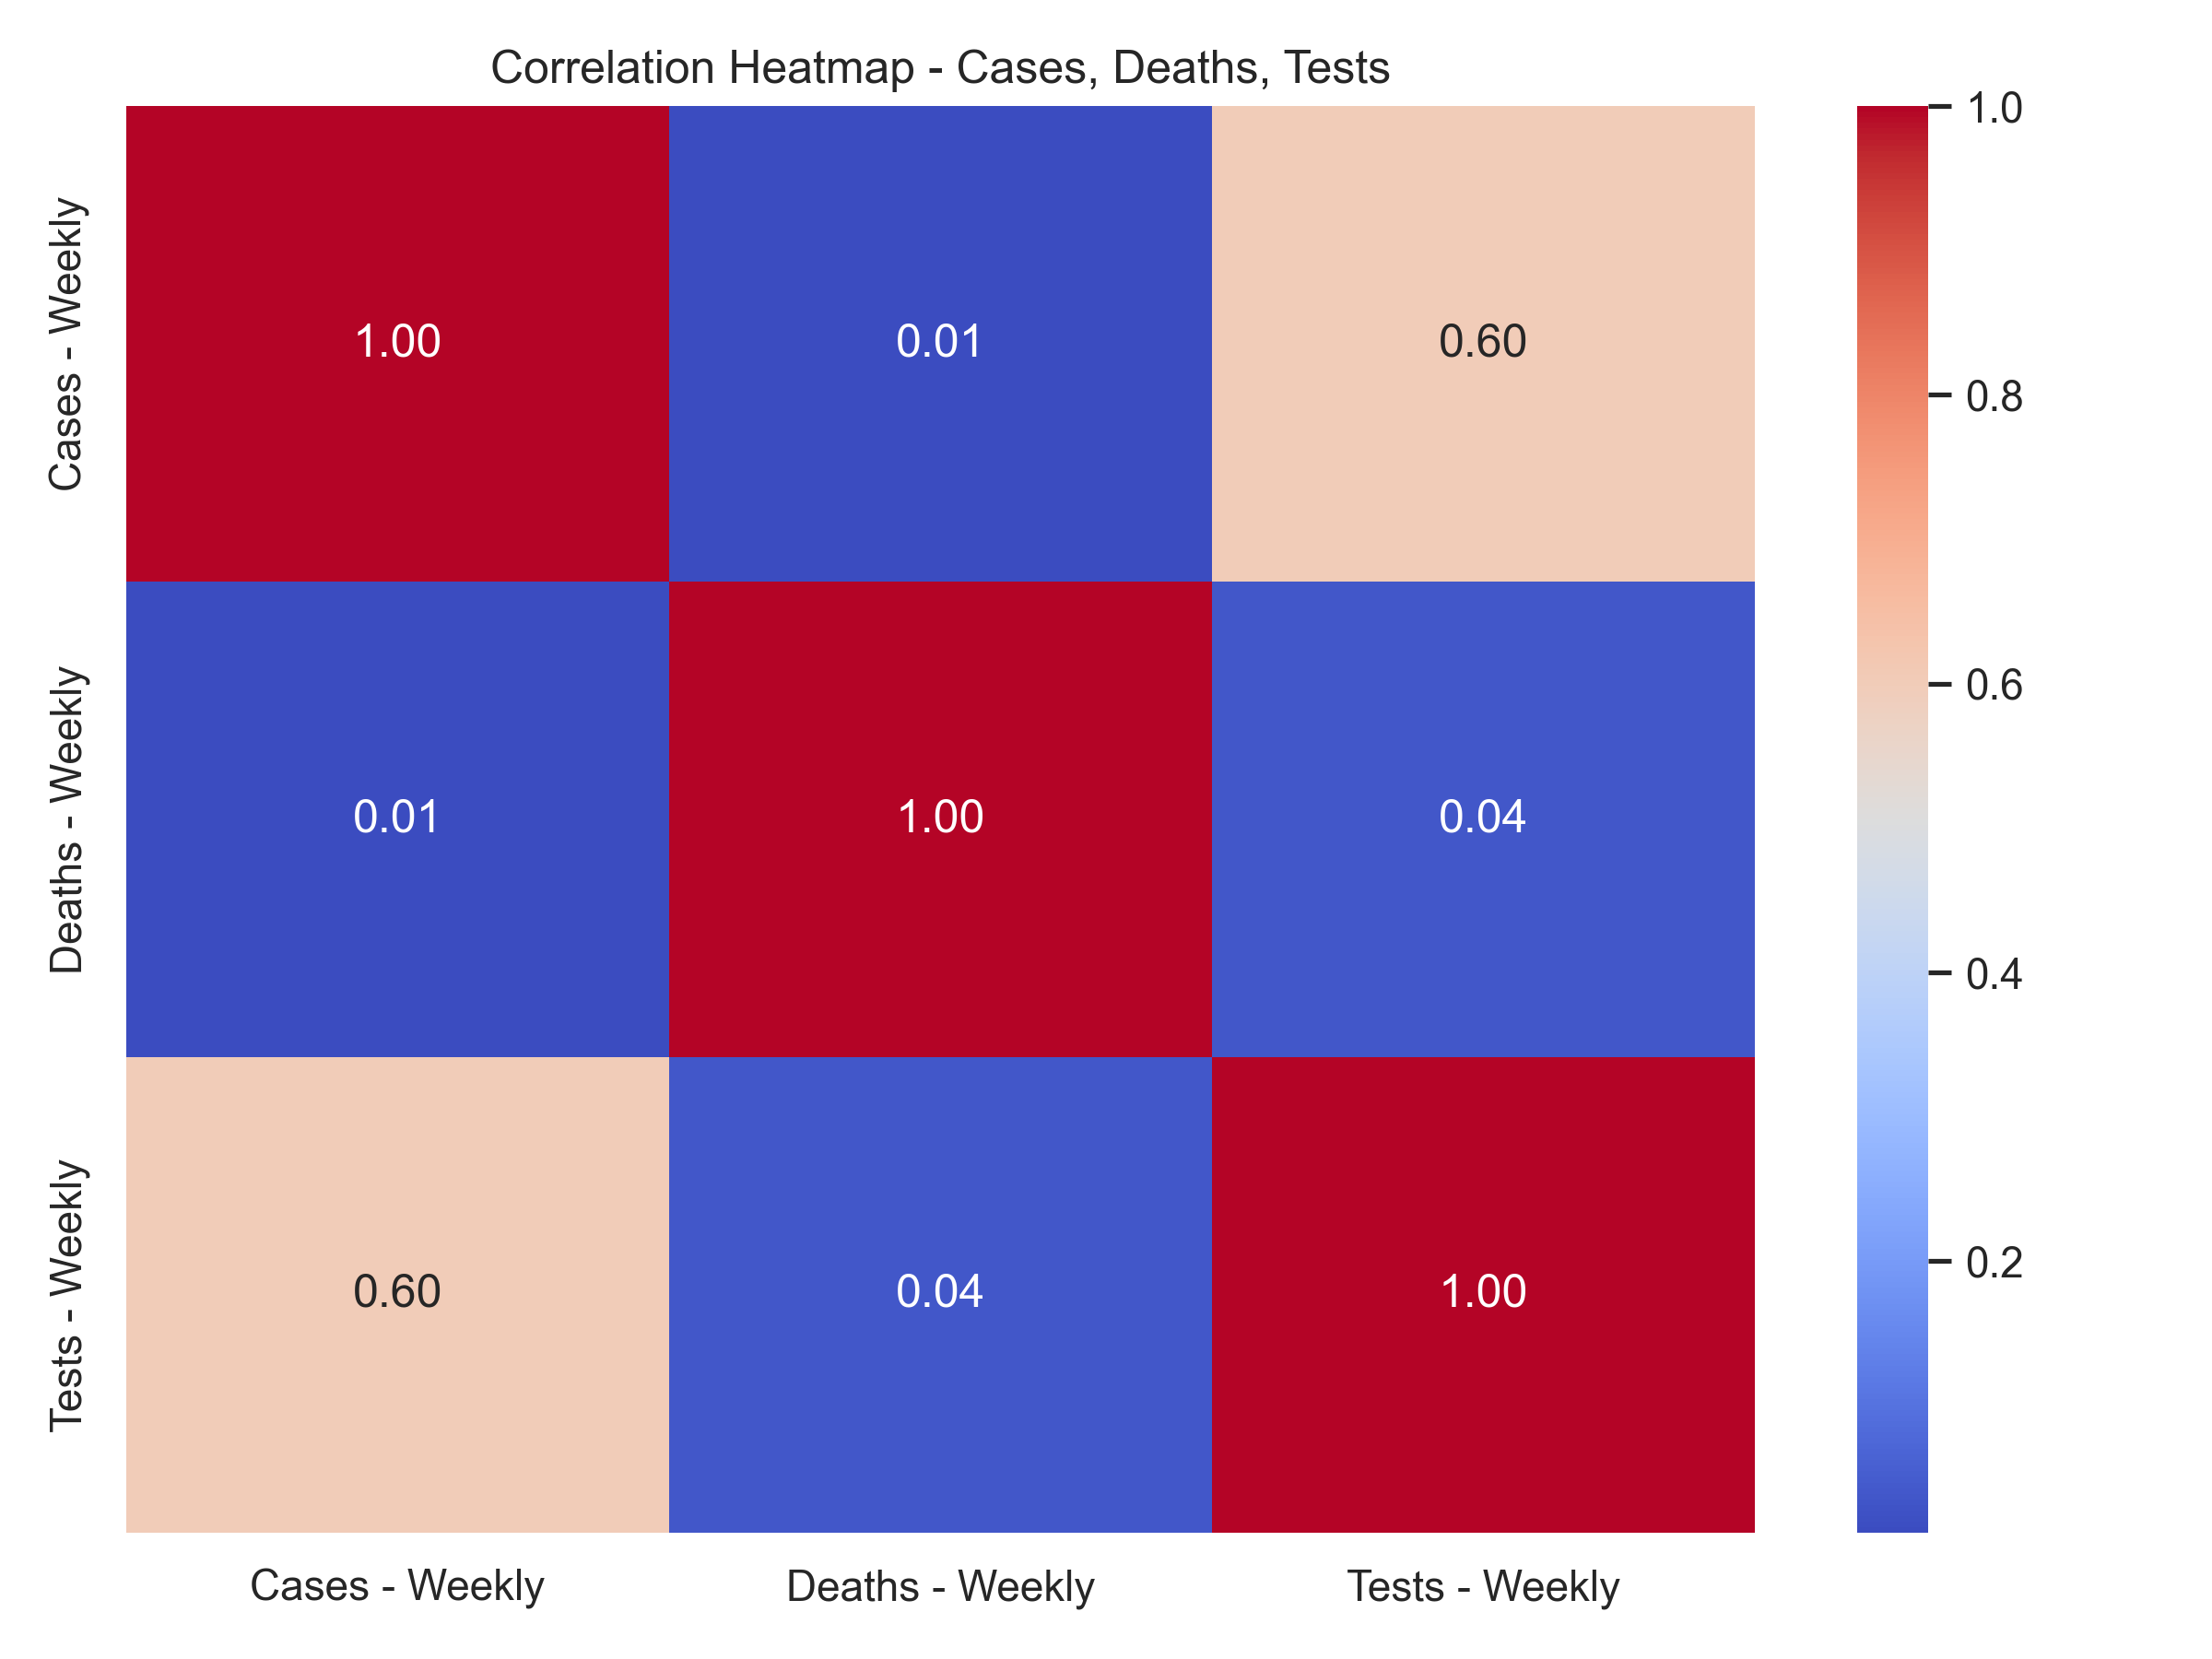 Correlation Heatmap - Cases, Deaths, Tests
Cases - Weekly
1.00
0.01
0.60
Deaths - Weekly
0.01
1.00
0.04
Tests - Weekly
0.60
0.04
1.00
Cases - Weekly
Deaths - Weekly
Tests - Weekly
1.0
0.8
0.6
0.4
0.2